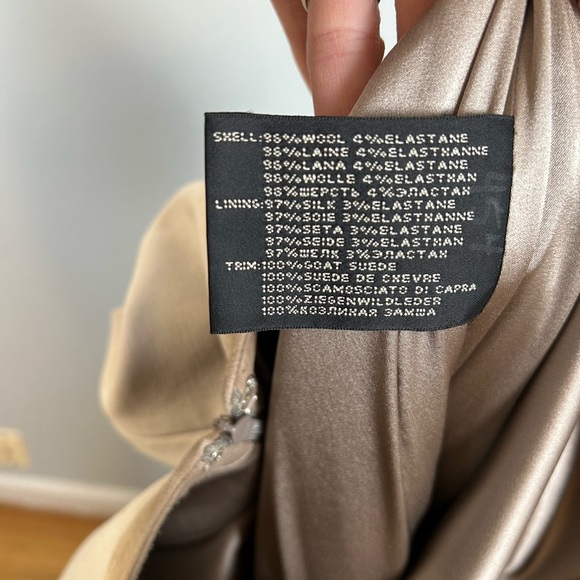 SHELL:96%WOOL 4%ELASTANE
96%LAINE 4%ELASTHANNE
96%LANA 4%ELASTANE
96%WOLLE 4%ELASTHAN
96%ШЕРСТЬ 4%ЭЛАСТАН
LINING:97%SILK 3%ELASTANE
97%SOIE 3%ELASTHANNE
97%SETA 3%ELASTANE
97%SEIDE 3%ELASTHAN
97%ШЕЛК 3%ЭЛАСТАН
TRIM:100%GOAT SUEDE
100%SUEDE DE CHEVRE
100%SCAMOSCIATO DI CAPRA
100%ZIEGENWILDLEDER
100%КОЗЛИНАЯ ЗАМША